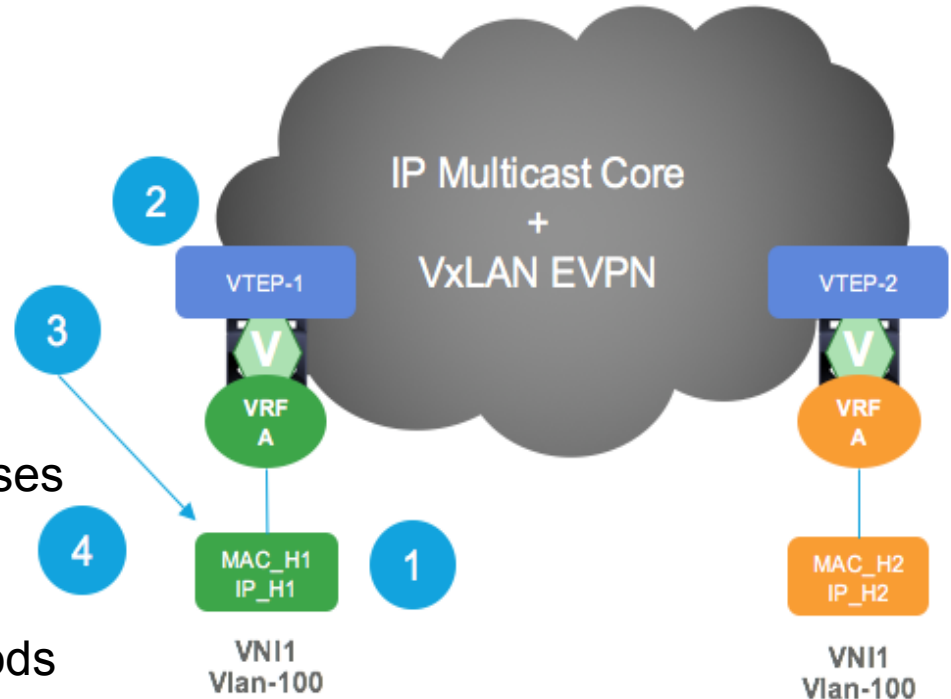 IP Multicast Core
+
VxLAN EVPN
2
VTEP-1
VTEP-2
3
V
V
VRF
A
VRF
A
ses
4
MAC_H1
IP_H1
1
MAC_H2
IP_H2
ods
VNI1
Vlan-100
VNI1
Vlan-100